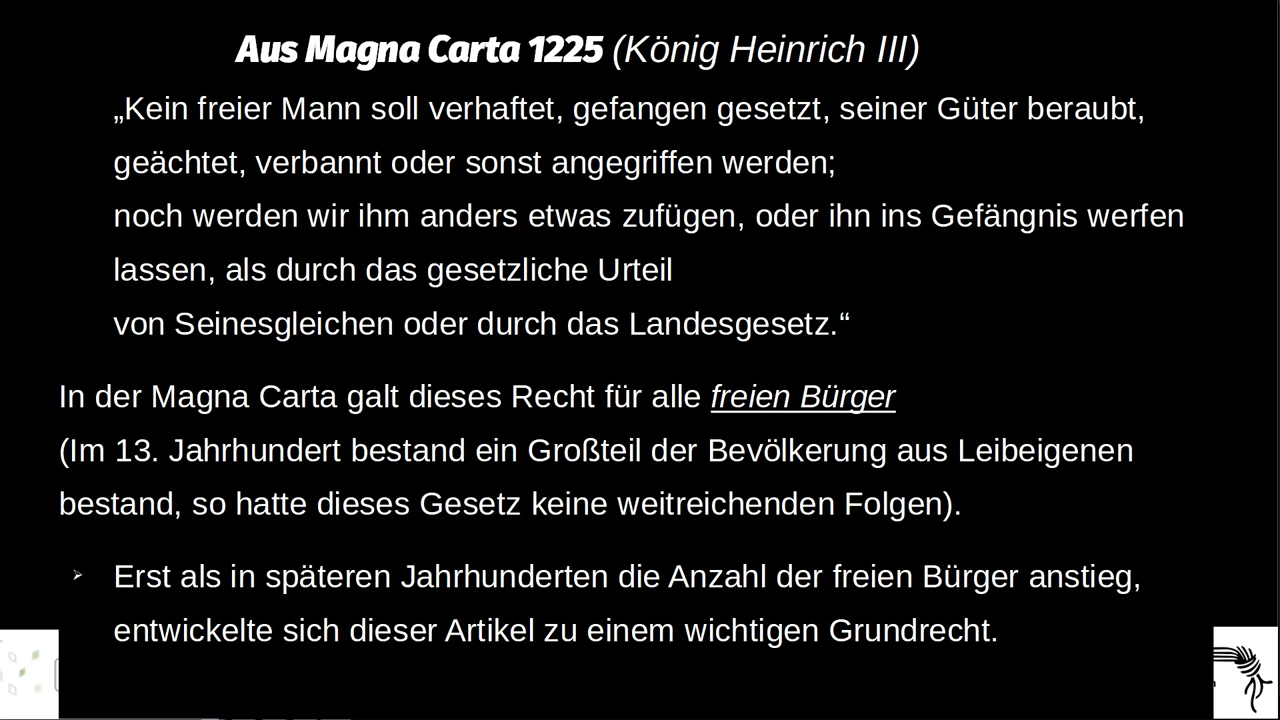 Aus Magna Carta 1225 (König Heinrich III)
„Kein freier Mann soll verhaftet, gefangen gesetzt, seiner Güter beraubt,
geächtet, verbannt oder sonst angegriffen werden;
noch werden wir ihm anders etwas zufügen, oder ihn ins Gefängnis werfen
lassen, als durch das gesetzliche Urteil
von Seinesgleichen oder durch das Landesgesetz.“
In der Magna Carta galt dieses Recht für alle freien Bürger
(Im 13. Jahrhundert bestand ein Großteil der Bevölkerung aus Leibeigenen
bestand, so hatte dieses Gesetz keine weitreichenden Folgen).
➢ Erst als in späteren Jahrhunderten die Anzahl der freien Bürger anstieg,
entwickelte sich dieser Artikel zu einem wichtigen Grundrecht.